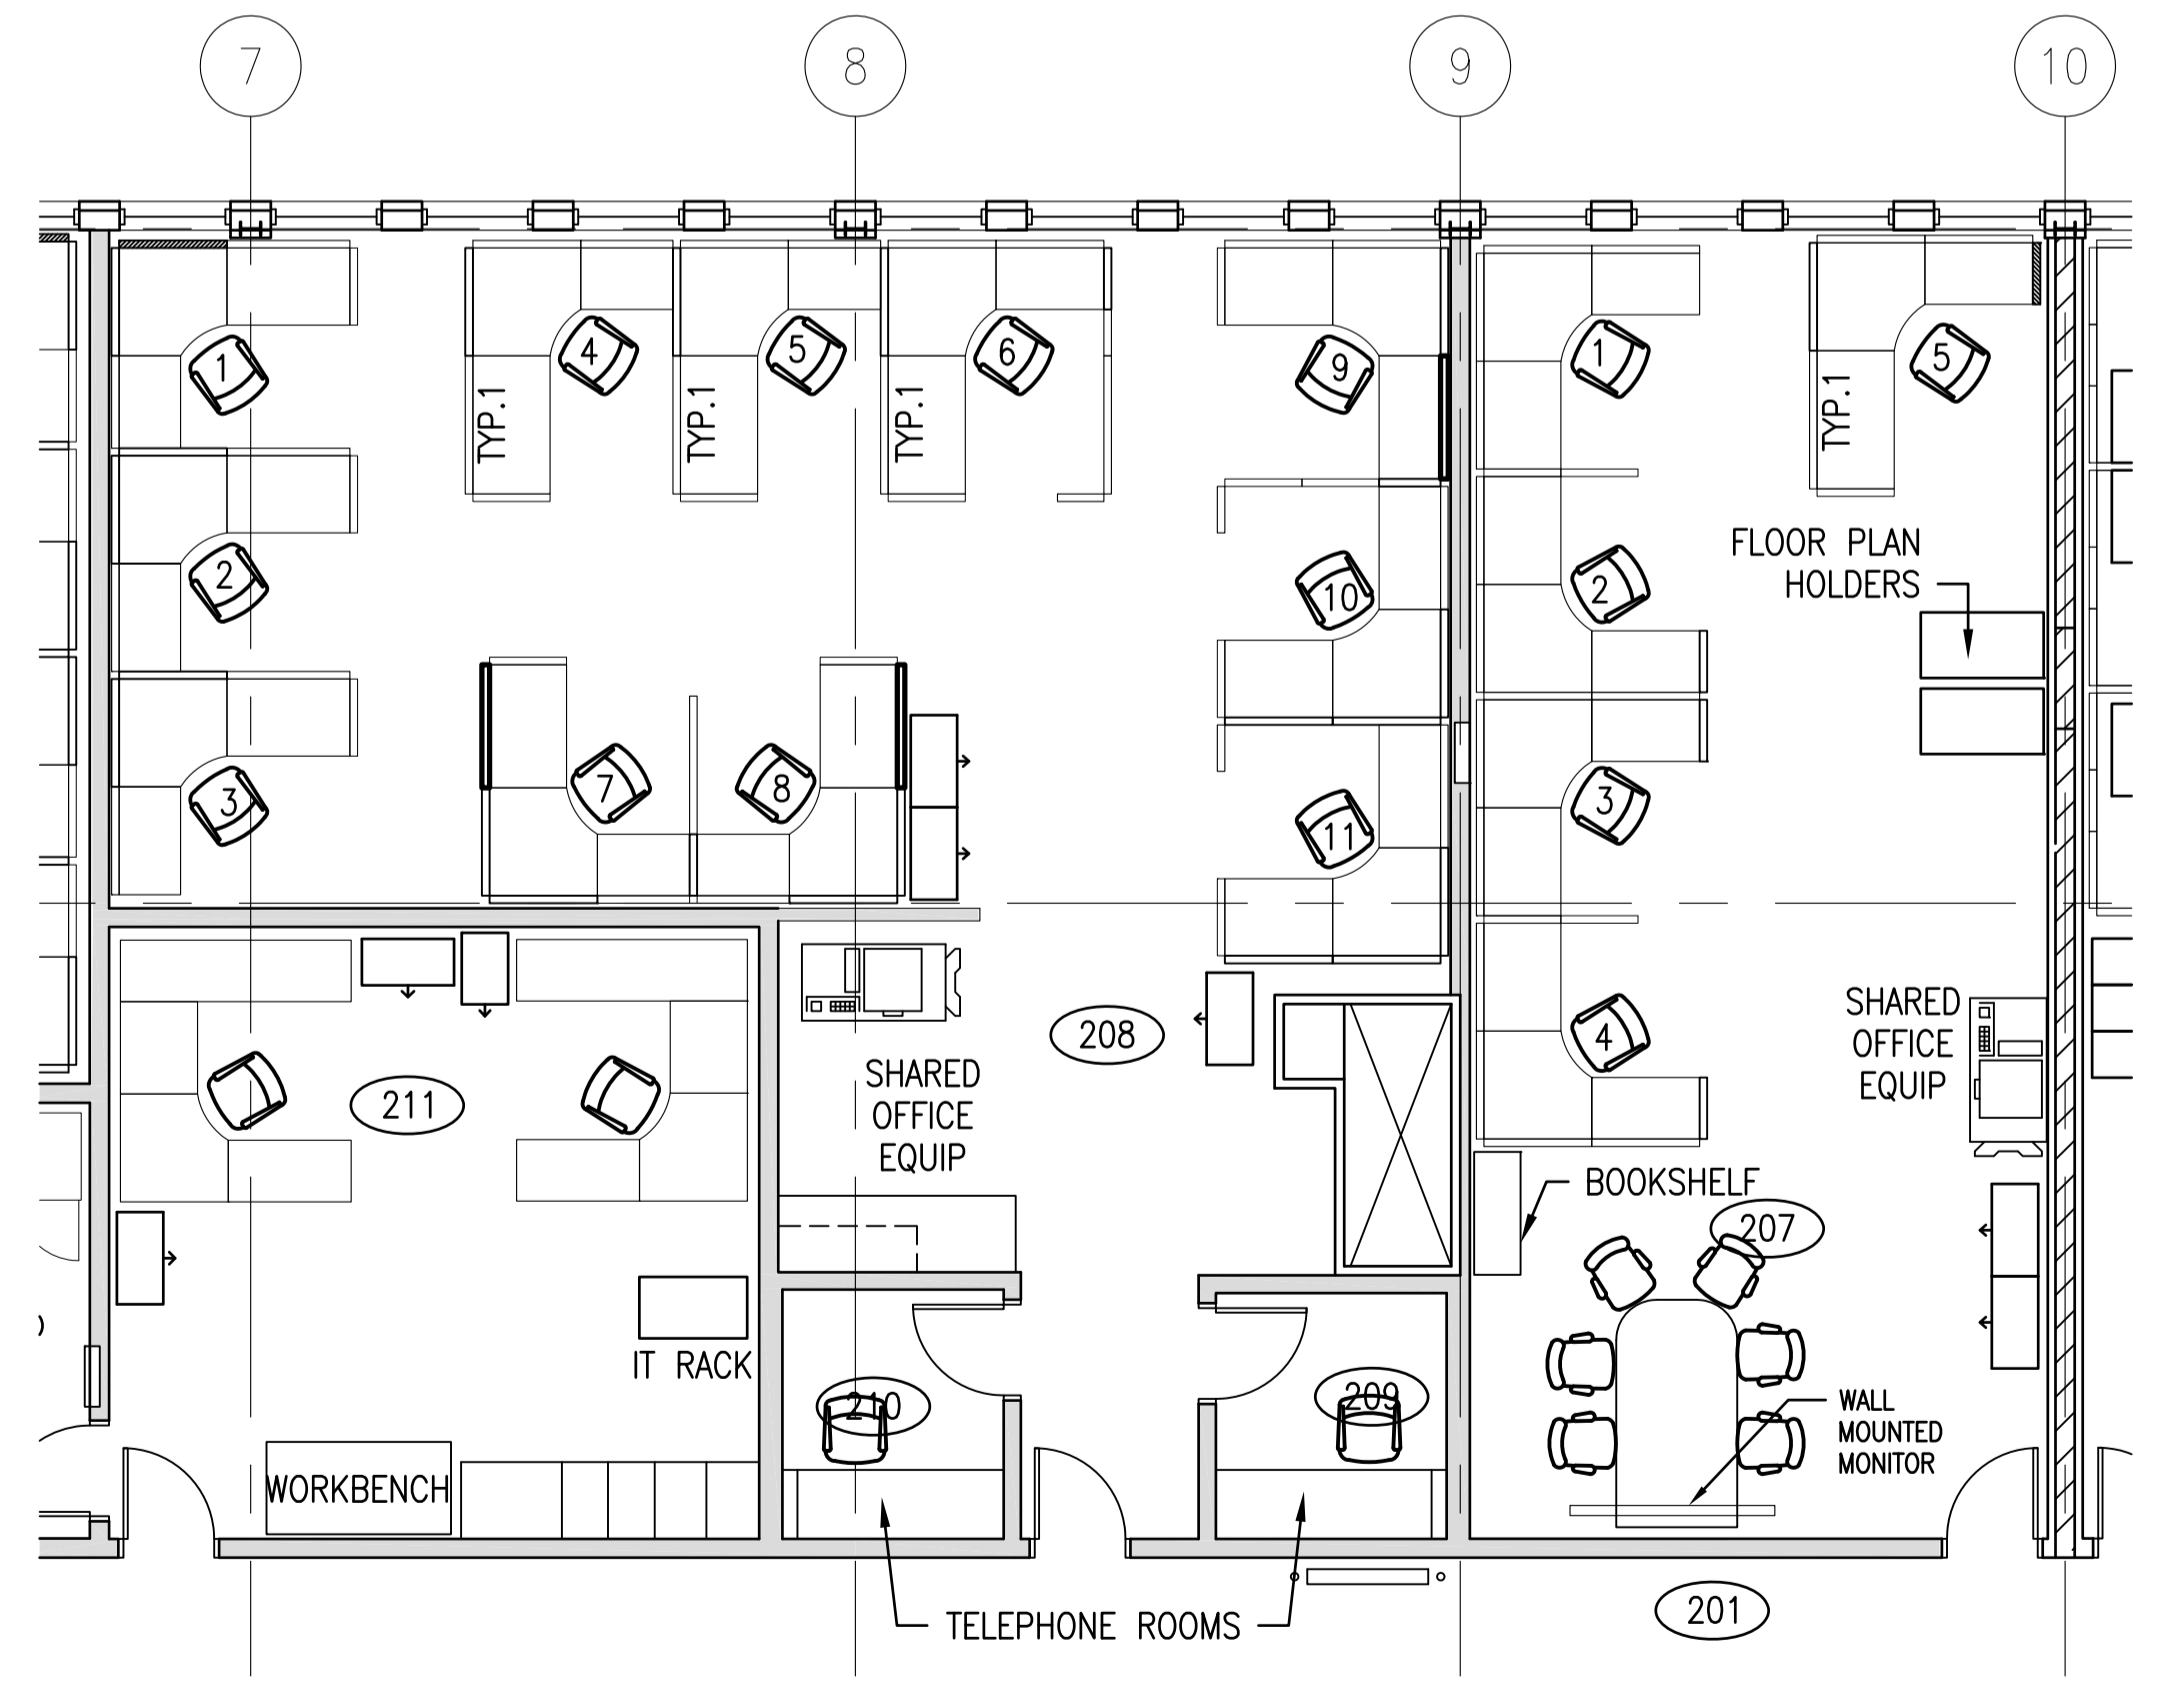 7
8
9
10
1
4
5
6
9
1
5
TYP.1
TYP.1
TYP.1
TYP.1
2
10
2
FLOOR PLAN
HOLDERS
3
7
8
11
3
211
208
4
SHARED
OFFICE
EQUIP
SHARED
OFFICE
EQUIP
BOOKSHELF
207
IT RACK
210
209
WALL
MOUNTED
MONITOR
WORKBENCH
TELEPHONE ROOMS
201